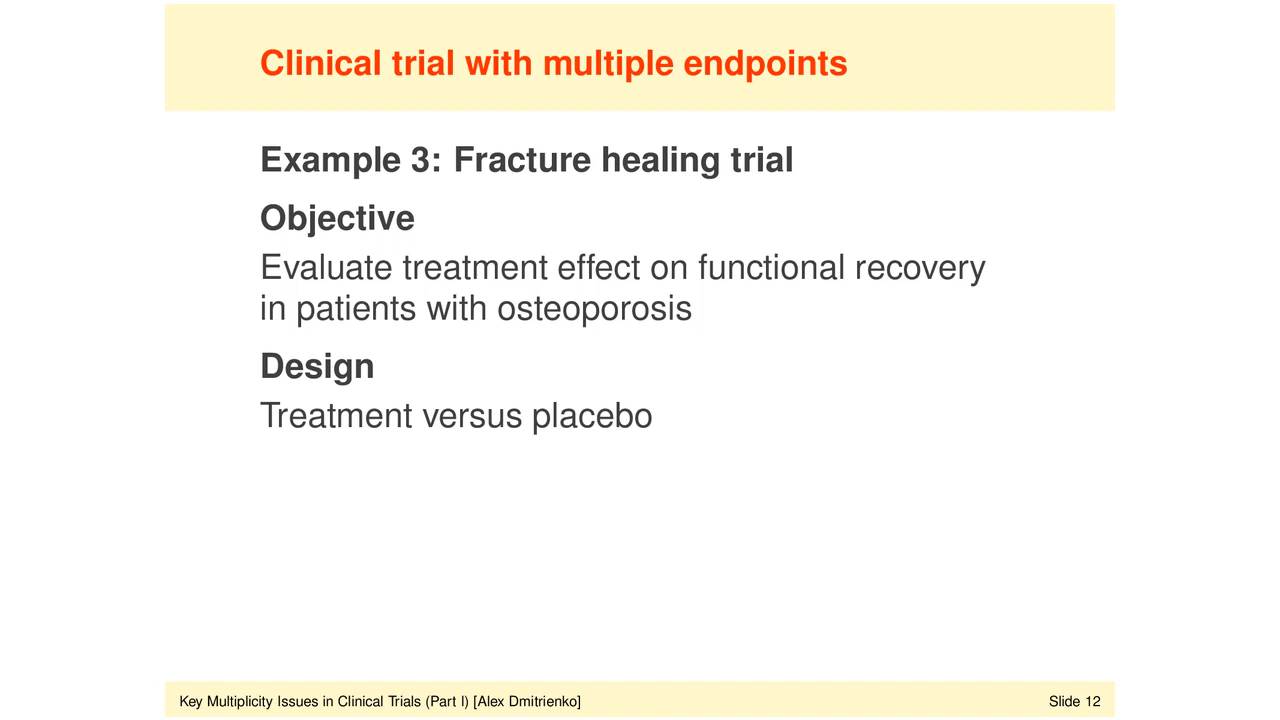 Clinical trial with multiple endpoints
Example 3: Fracture healing trial
Objective
Evaluate treatment effect on functional recovery
in patients with osteoporosis
Design
Treatment versus placebo
Key Multiplicity Issues in Clinical Trials (Part I) [Alex Dmitrienko]
Slide 12